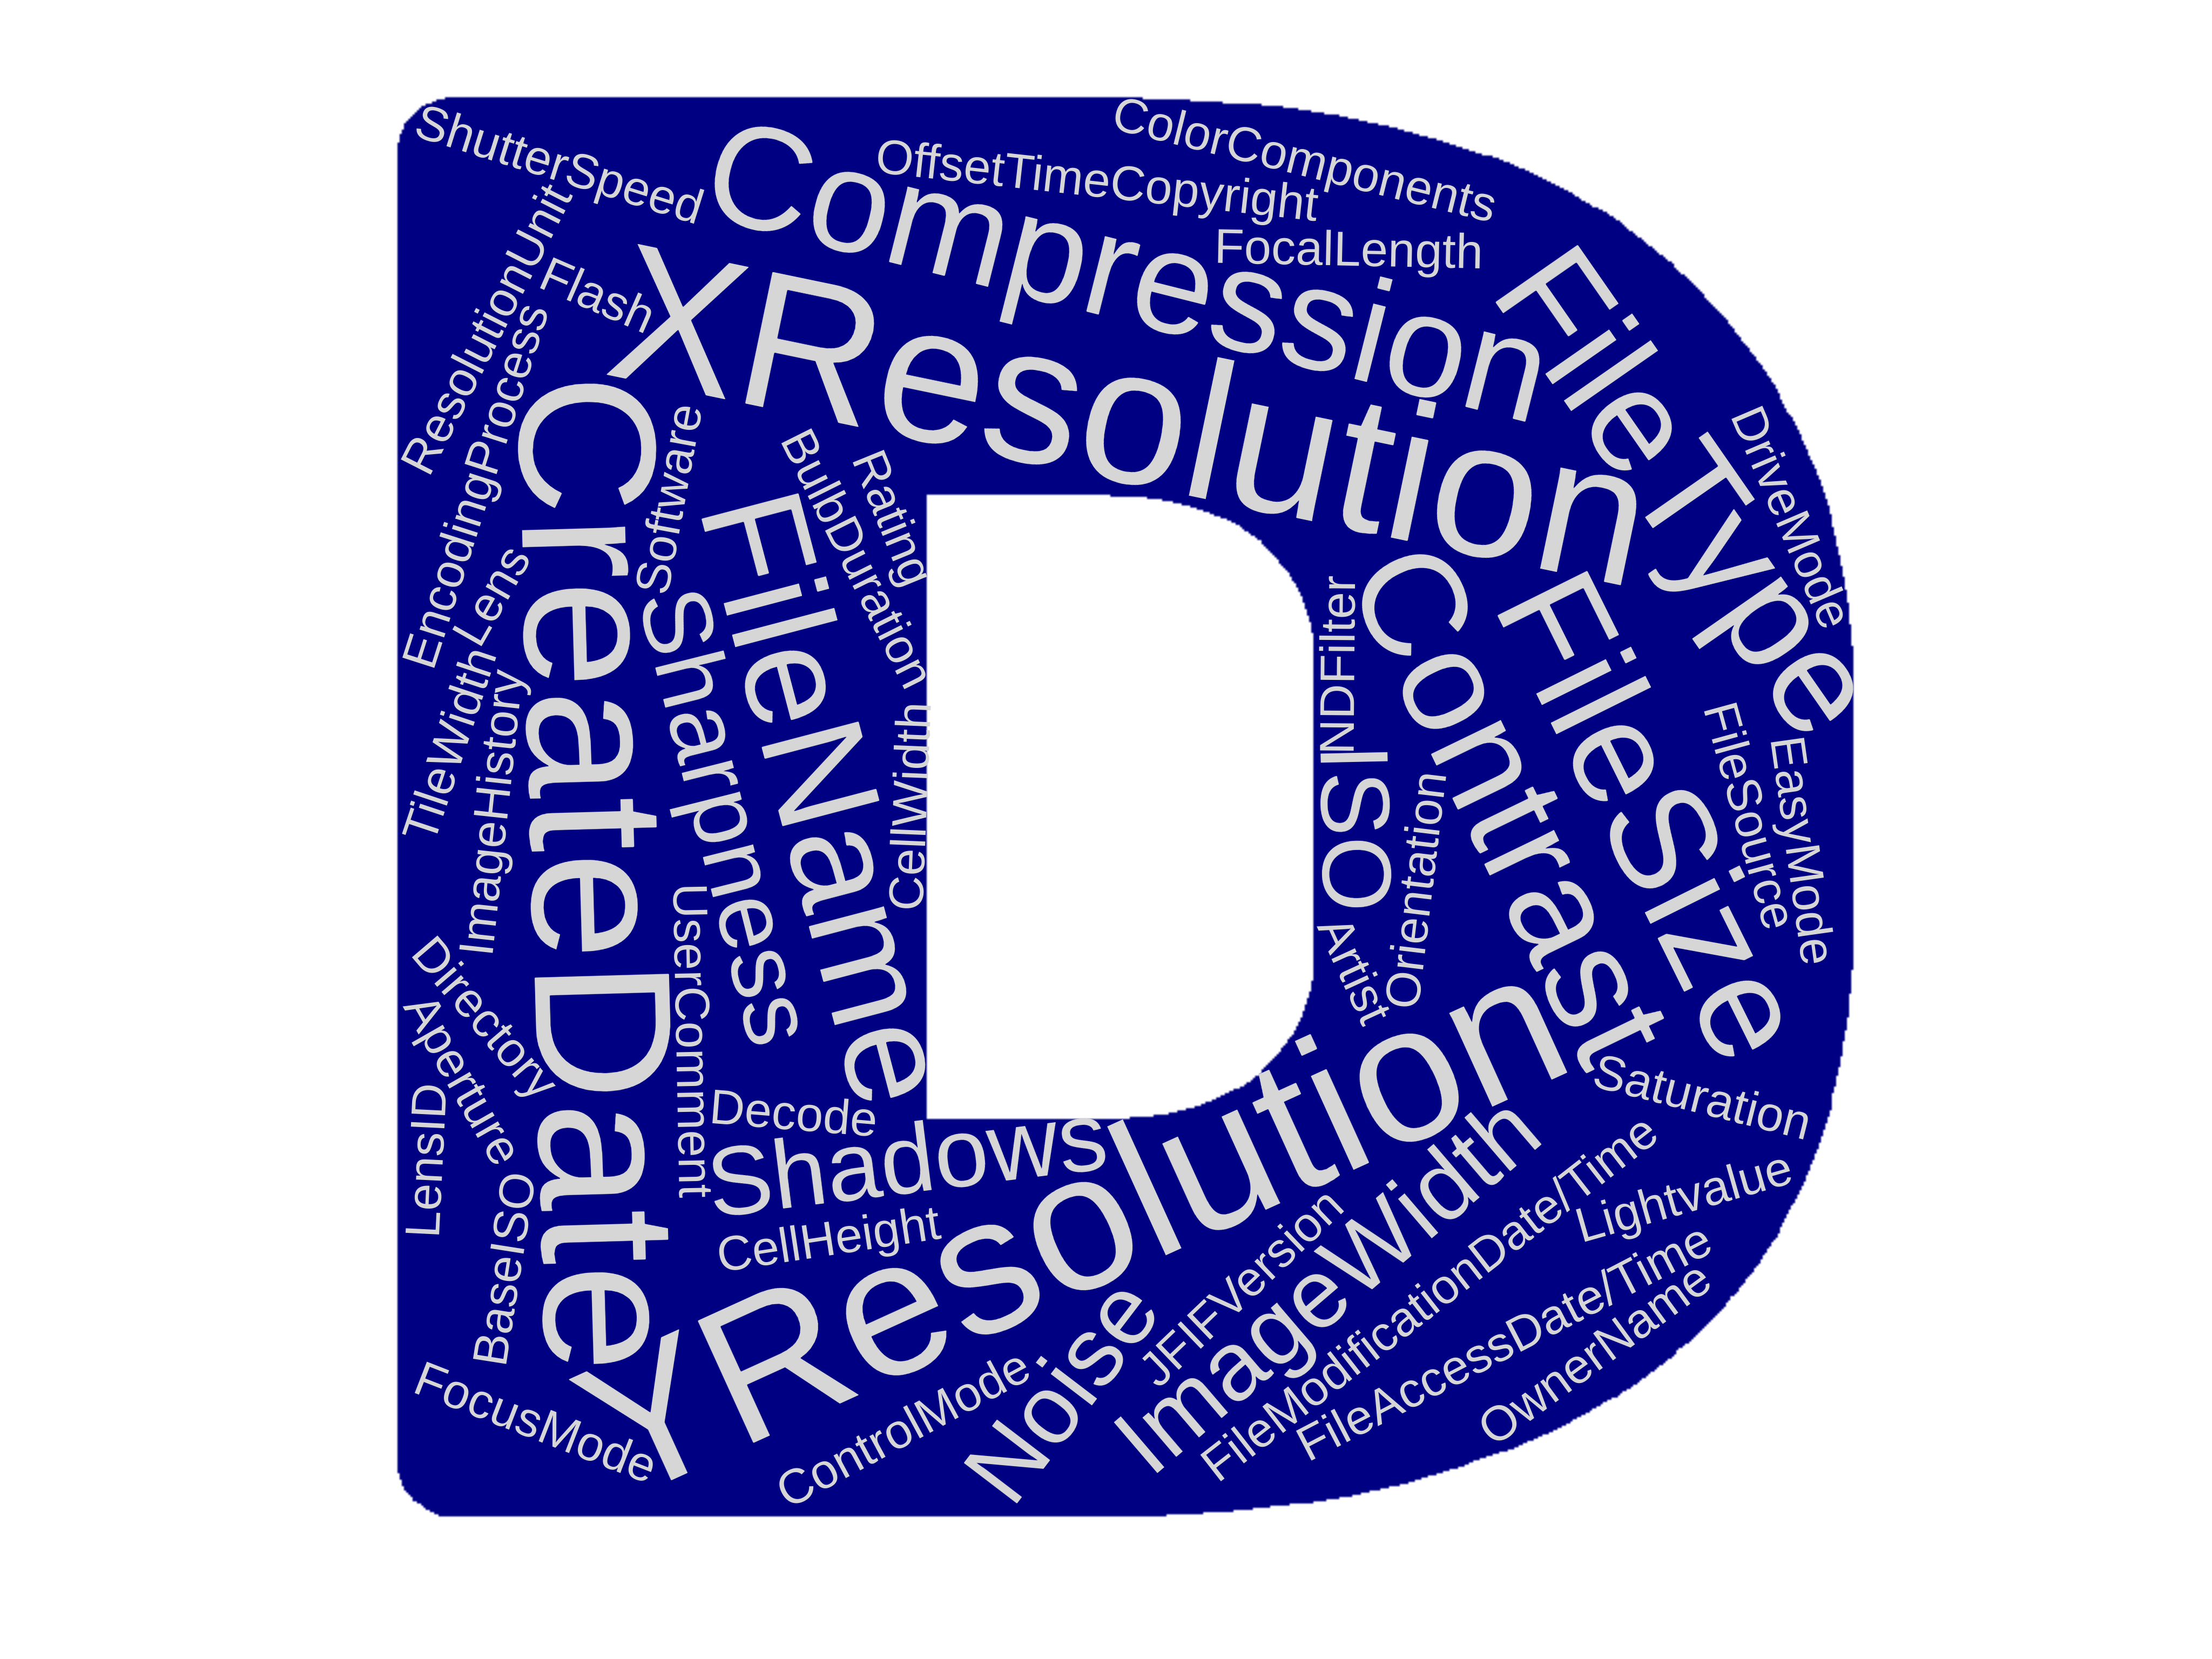 ShutterSpeed
ColorComponents
OffsetTime
Copyright
Compression
FocalLength
ResolutionUnit
Flash
XResolution
FileType
EncodingProcess
CreateDate
Software
BulbDuration
Rating
DriveMode
FileName
Lens
TileWidth
Sharpness
NDFilter
Contrast
FileSize
ImageHistory
CellWidth
ISO
Orientation
FileSource
EasyMode
UserComment
Artist
Directory
Aperture
LensID
Decode
Shadows
Saturation
BaseISO
CellHeight
YResolution
ImageWidth
FileModificationDate/Time
Lightvalue
JFIFVersion
FileAccessDate/Time
OwnerName
Noise
ControlMode
FocusMode